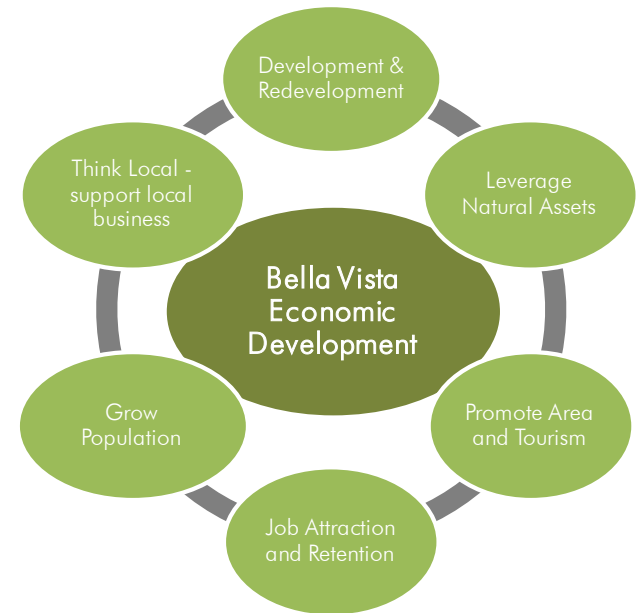 Development &
Redevelopment
Leverage
Natural Assets
Promote Area
and Tourism
Job Attraction
and Retention
Grow
Population
Think Local -
support local
business
Bella Vista
Economic
Development